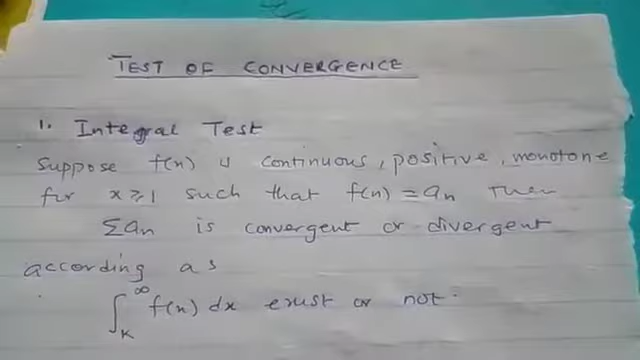 TEST OF CONVERGENCE
1. Integral Test
Suppose f(x) is continuous, positive, monotone
for x ≥ 1 such that f(n) = an Then
Σan is convergent or divergent
according as
∫K^∞ f(x) dx exist or not.